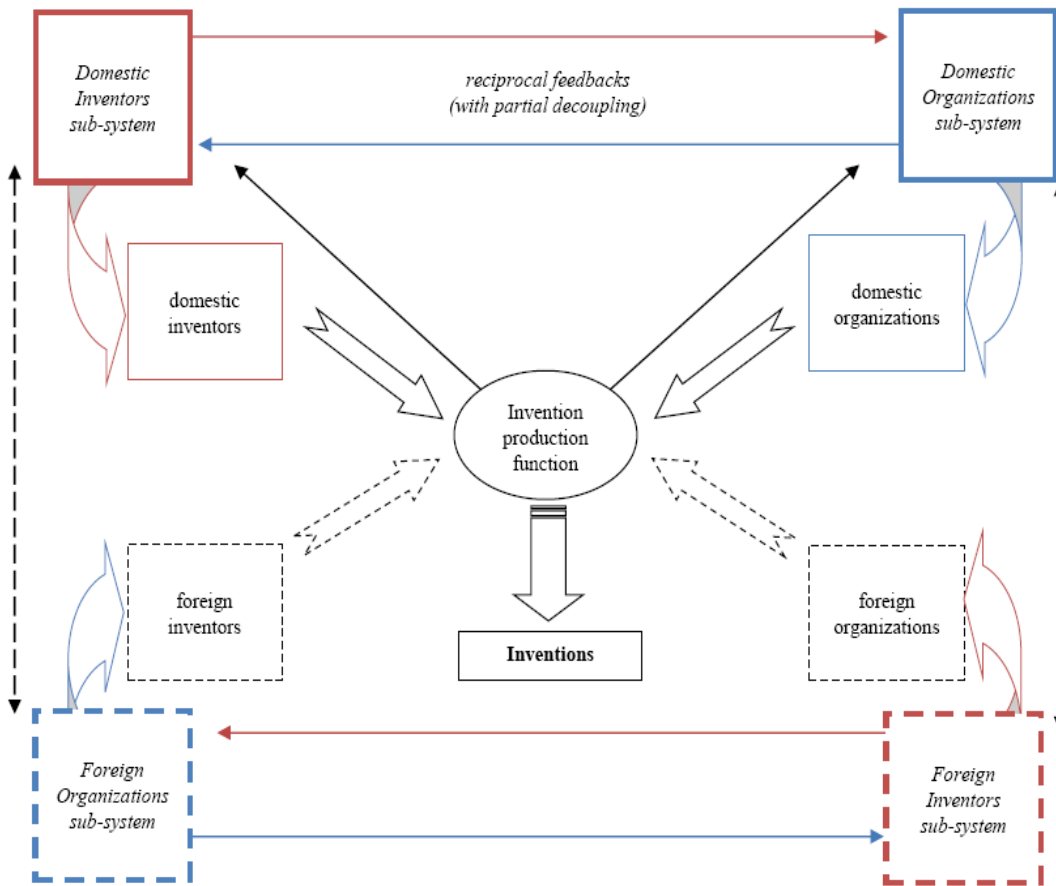 Domestic
Inventors
sub-system
reciprocal feedbacks
(with partial decoupling)
Domestic
Organizations
sub-system
domestic
inventors
domestic
organizations
Invention
production
function
foreign
inventors
foreign
organizations
Inventions
Foreign
Organizations
sub-system
Foreign
Inventors
sub-system